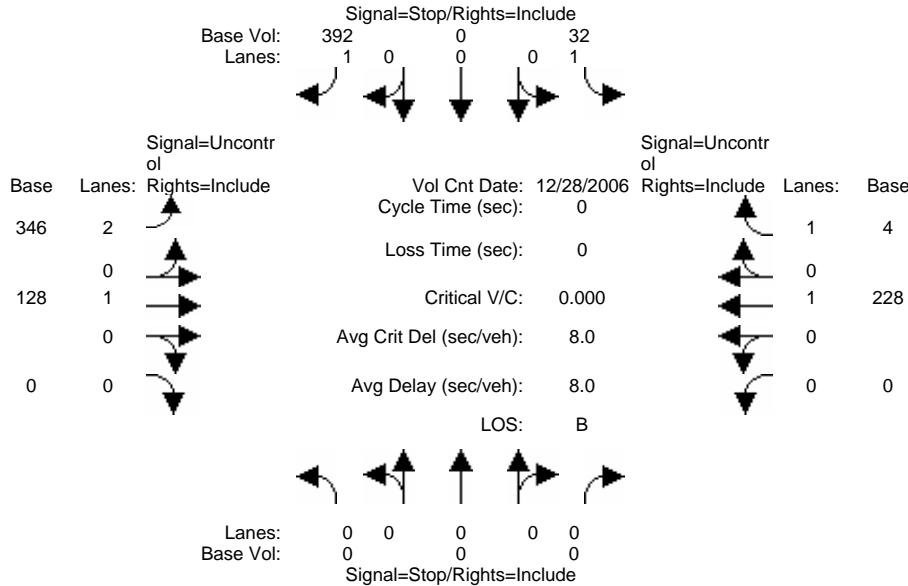 Signal=Stop/Rights=Include
Base Vol: 392 0 32
Lanes: 1 0 0 0 1
Signal=Uncontr
ol
Rights=Include
Signal=Uncontr
ol
Rights=Include
Base Lanes: Vol Cnt Date: 12/28/2006 Lanes: Base
Cycle Time (sec): 0
346 2 1 4
Loss Time (sec): 0
0 0
128 1 Critical V/C: 0.000 1 228
0 Avg Crit Del (sec/veh): 8.0 0
0 0 Avg Delay (sec/veh): 8.0 0 0
LOS: B
Lanes: 0 0 0 0 0
Base Vol: 0 0 0
Signal=Stop/Rights=Include